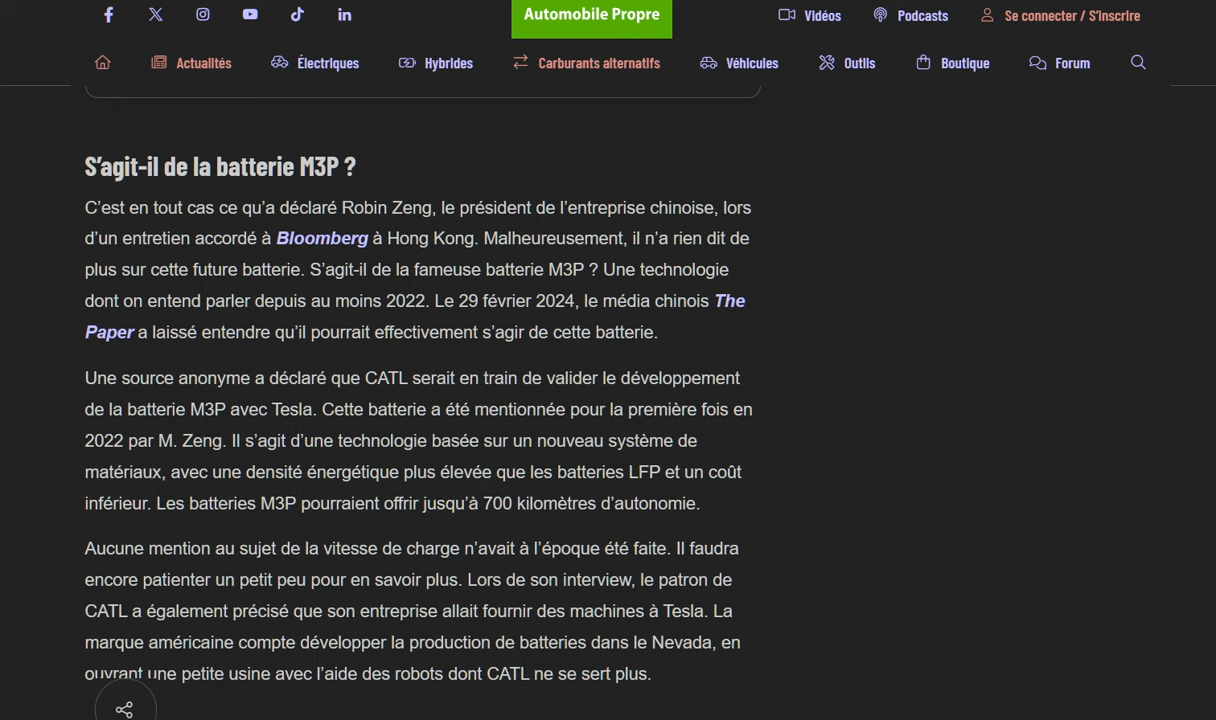 Automobile Propre
Vidéos
Podcasts
Se connecter / S'inscrire
Actualités
Électriques
Hybrides
Carburants alternatifs
Véhicules
Outils
Boutique
Forum
S'agit-il de la batterie M3P ?
C'est en tout cas ce qu'a déclaré Robin Zeng, le président de l'entreprise chinoise, lors
d'un entretien accordé à Bloomberg à Hong Kong. Malheureusement, il n'a rien dit de
plus sur cette future batterie. S'agit-il de la fameuse batterie M3P ? Une technologie
dont on entend parler depuis au moins 2022. Le 29 février 2024, le média chinois The
Paper a laissé entendre qu'il pourrait effectivement s'agir de cette batterie.
Une source anonyme a déclaré que CATL serait en train de valider le développement
de la batterie M3P avec Tesla. Cette batterie a été mentionnée pour la première fois en
2022 par M. Zeng. Il s'agit d'une technologie basée sur un nouveau système de
matériaux, avec une densité énergétique plus élevée que les batteries LFP et un coût
inférieur. Les batteries M3P pourraient offrir jusqu'à 700 kilomètres d'autonomie.
Aucune mention au sujet de la vitesse de charge n'avait à l'époque été faite. Il faudra
encore patienter un petit peu pour en savoir plus. Lors de son interview, le patron de
CATL a également précisé que son entreprise allait fournir des machines à Tesla. La
marque américaine compte développer la production de batteries dans le Nevada, en
ouvrant une petite usine avec l'aide des robots dont CATL ne se sert plus.